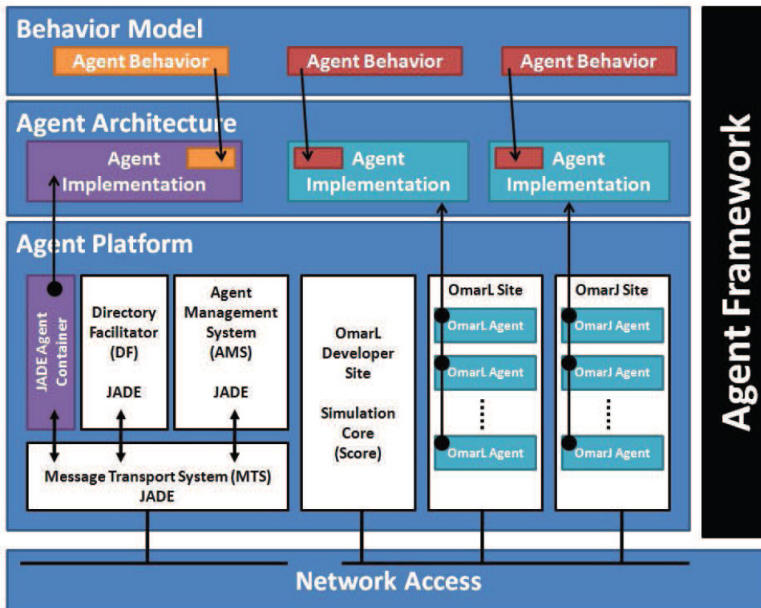 Behavior Model
Agent Behavior
Agent Behavior
Agent Behavior
Agent Architecture
Agent
Implementation
Agent
Implementation
Agent
Implementation
Agent Platform
JADE Agent
Container
Directory
Facilitator
(DF)
JADE
Agent
Management
System
(AMS)
JADE
Message Transport System (MTS)
JADE
OmarL
Developer
Site
Simulation
Core
(Score)
OmarL Site
OmarL Agent
OmarL Agent
OmarL Agent
OmarJ Site
OmarJ Agent
OmarJ Agent
OmarJ Agent
Network Access
Agent Framework